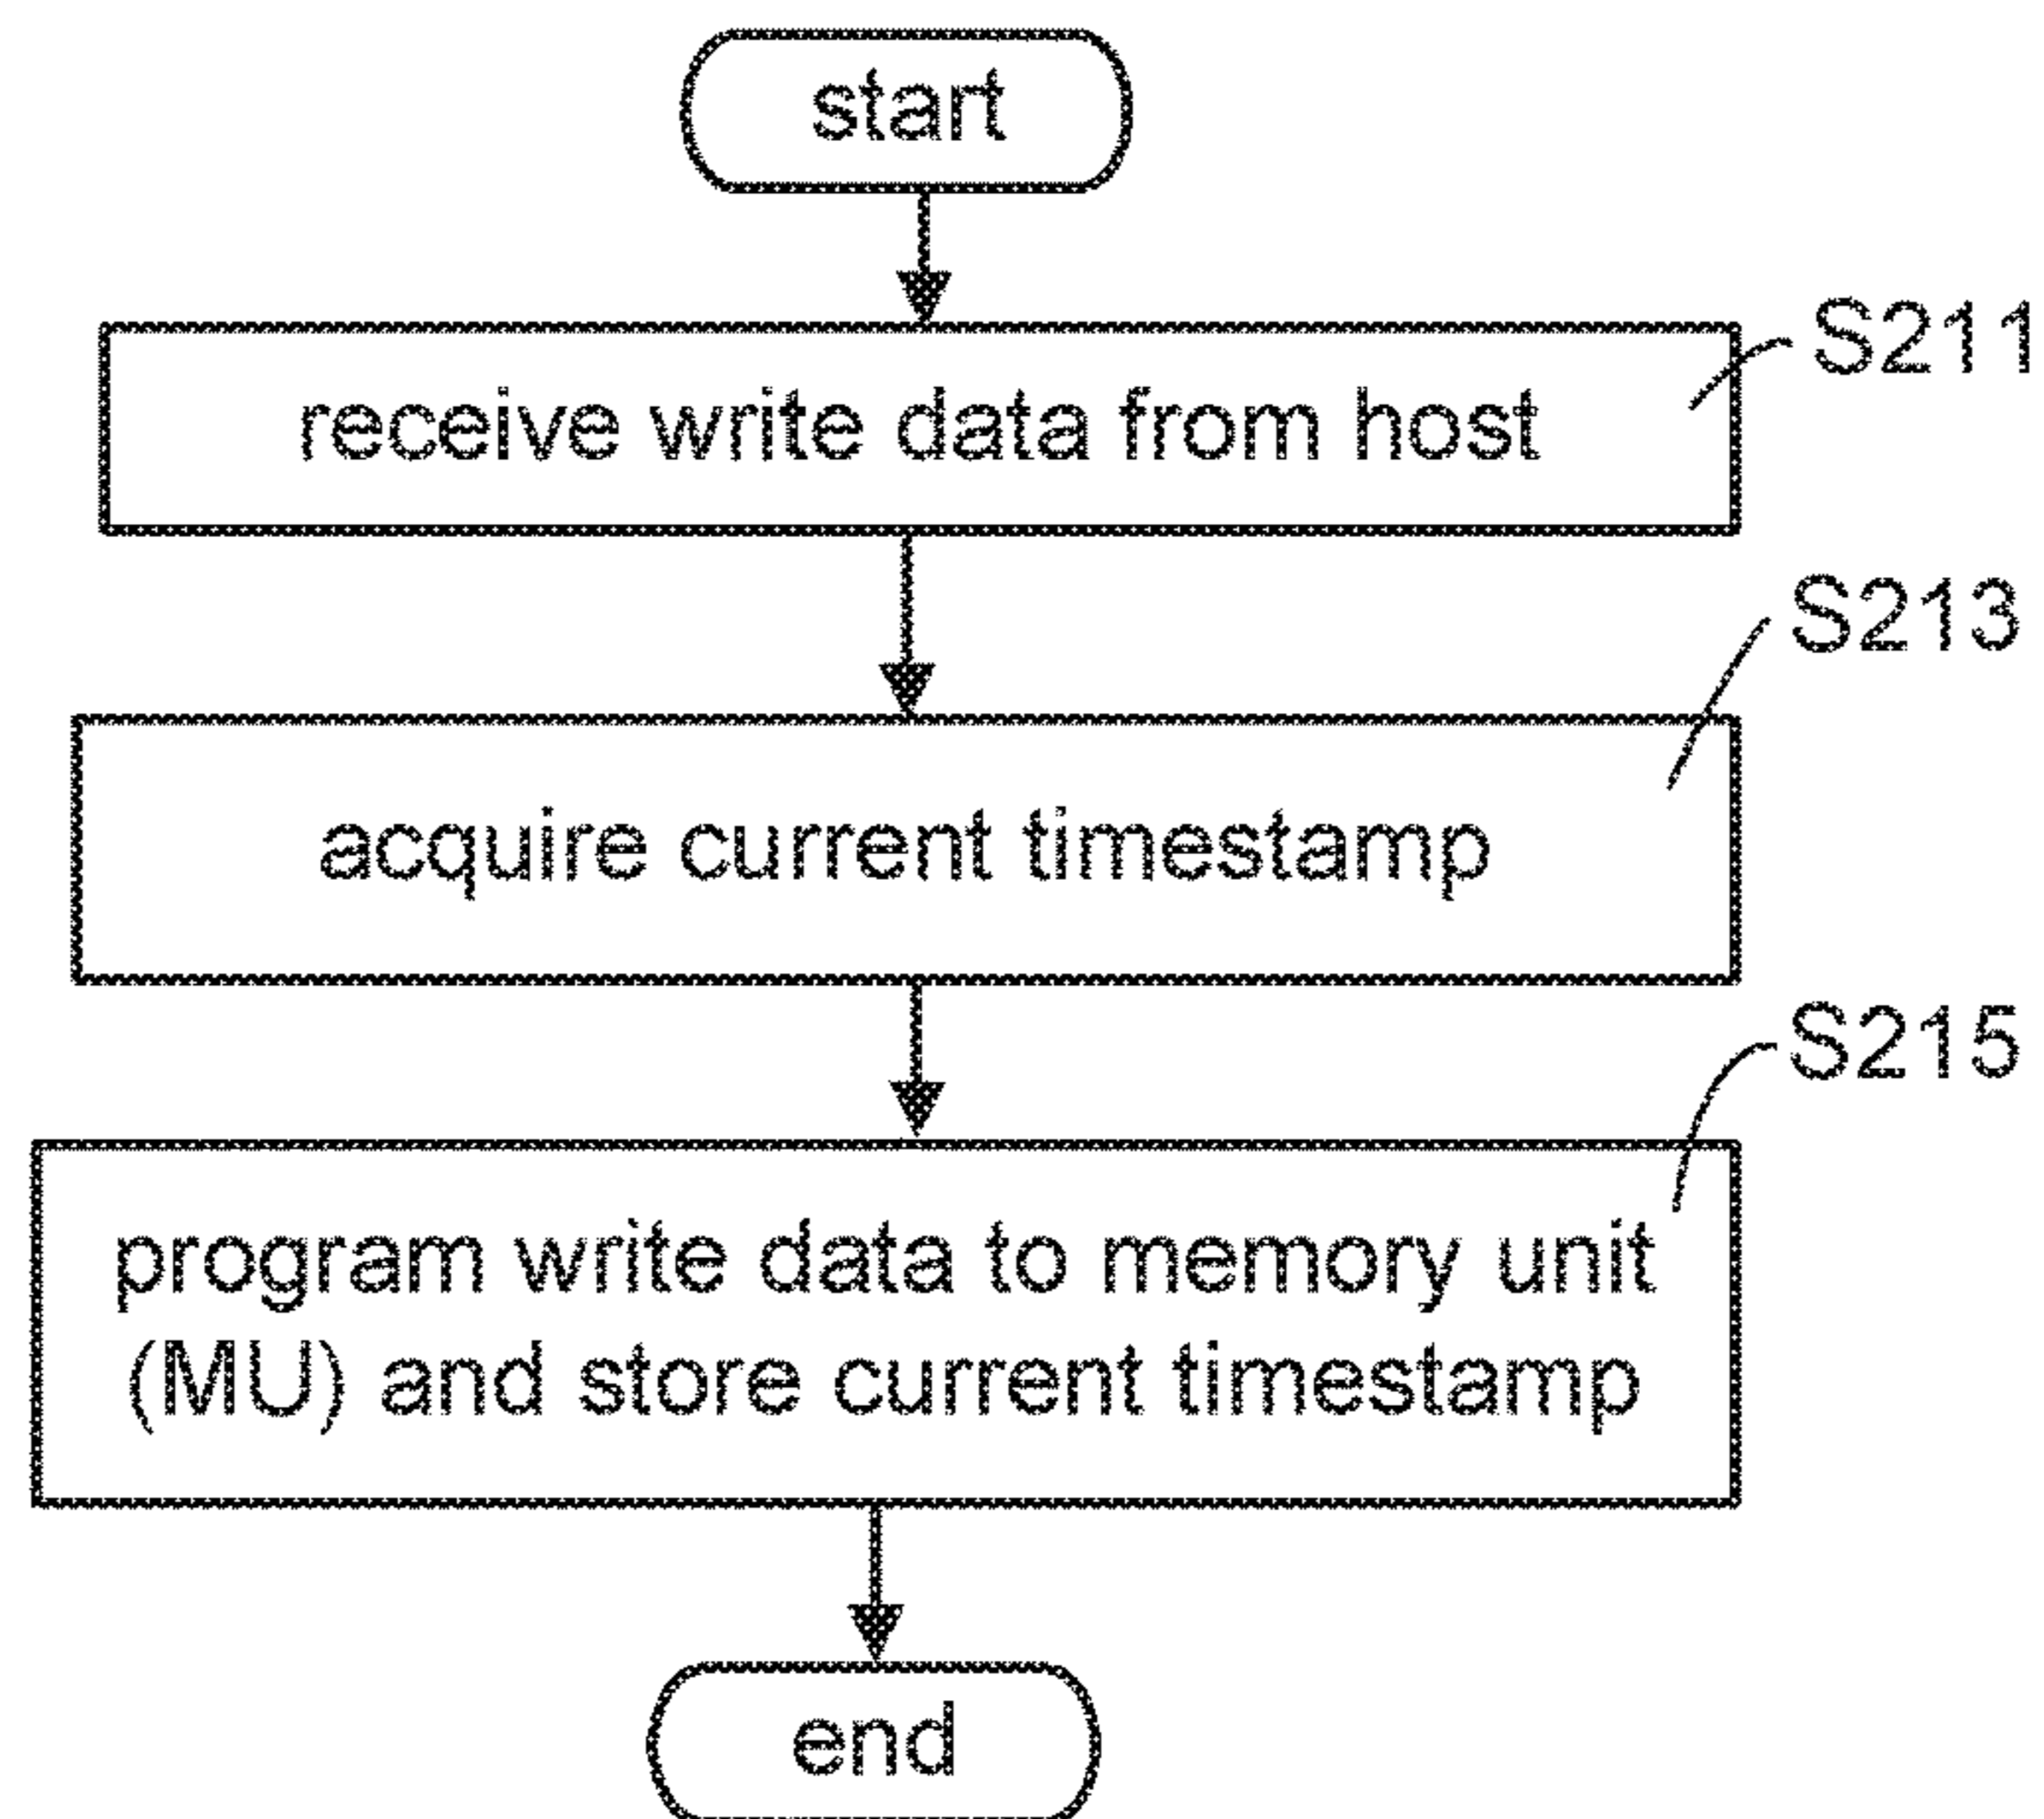 start
receive write data from host
S211
acquire current timestamp
S213
program write data to memory unit
(MU) and store current timestamp
S215
end